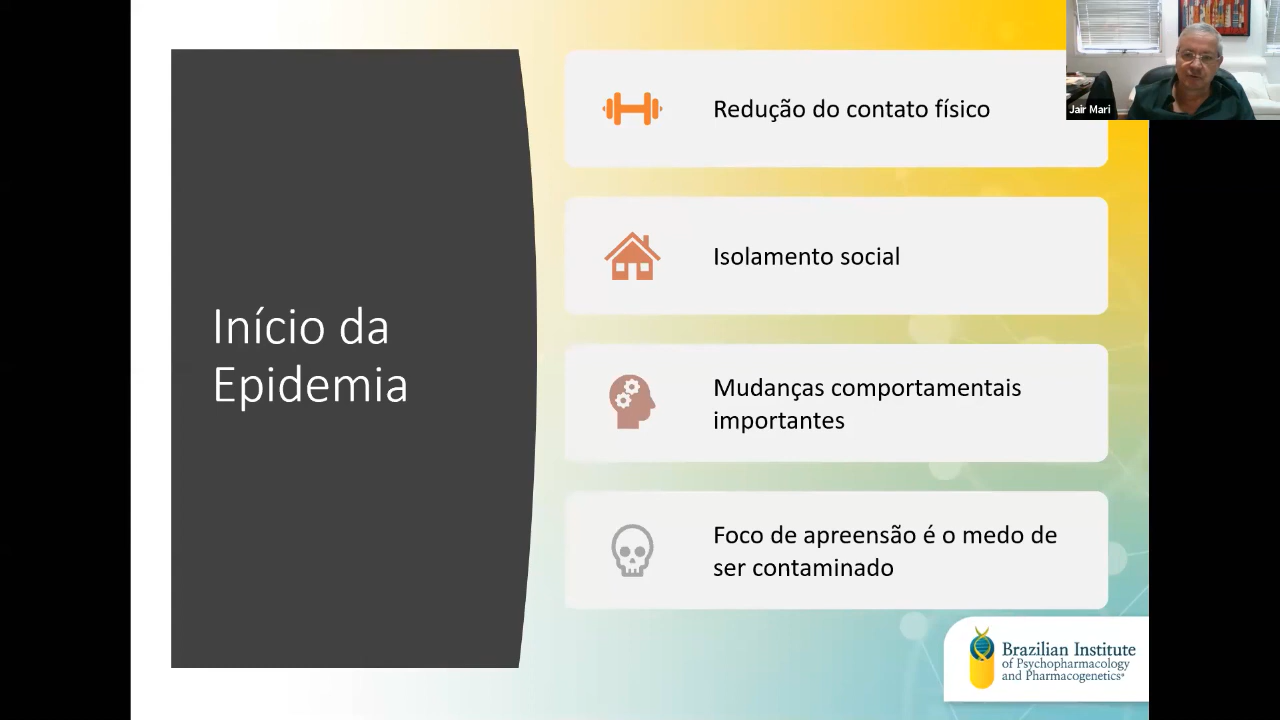 Início da
Epidemia
Redução do contato físico
Isolamento social
Mudanças comportamentais
importantes
Foco de apreensão é o medo de
ser contaminado
Jair Mari
Brazilian Institute
of Psychopharmacology
and Pharmacogenetics®